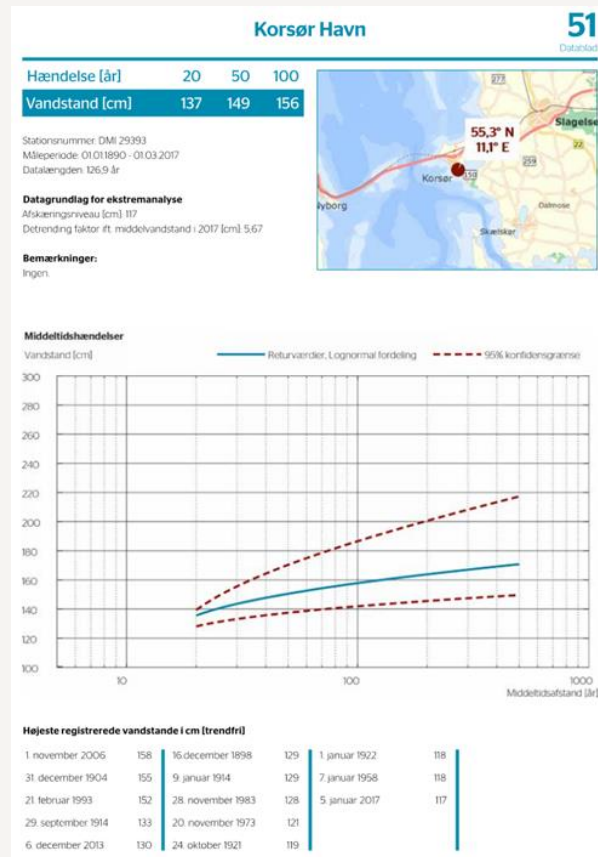 Korsør Havn
51
Datablad
Hændelse [år] 20 50 100
Vandstand [cm] 137 149 156
Stationsnummer: DMI 29393
Måleperiode: 01.01.1890 - 01.03.2017
Datalængden: 126,9 år
Datagrundlag for ekstremanalyse
Afskæringsniveau [cm]: 117
Detrending faktor ift. middelvandstand i 2017 [cm]: 5.67
Bemærkninger:
Ingen.
277
Slagelse
55,3° N
11,1° E
22
259
150
Korsør
Nyborg
Dalmose
Skælskør
Middeltidshændelser
Vandstand [cm]
Returværdier, Lognormal fordeling
95% konfidensgrænse
300
280
260
240
220
200
180
160
140
120
100
10 100 1000
Middeltidsafstand [år]
Højeste registrerede vandstande i cm (trendfri)
1. november 2006 158 16. december 1898 129 1. januar 1922 118
31. december 1904 155 9. januar 1914 129 7. januar 1958 118
21. februar 1993 152 28. november 1983 128 5. januar 2017 117
29. september 1914 133 20. november 1973 121
6. december 2013 130 24. oktober 1921 119